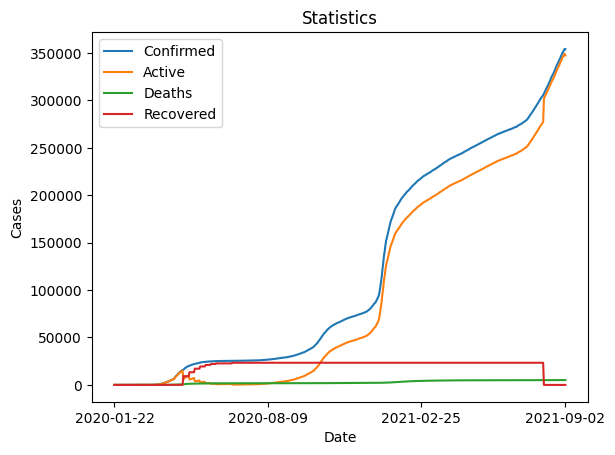 Statistics
Confirmed
Active
Deaths
Recovered
350000
300000
250000
200000
150000
100000
50000
0
Cases
2020-01-22
2020-08-09
2021-02-25
2021-09-02
Date